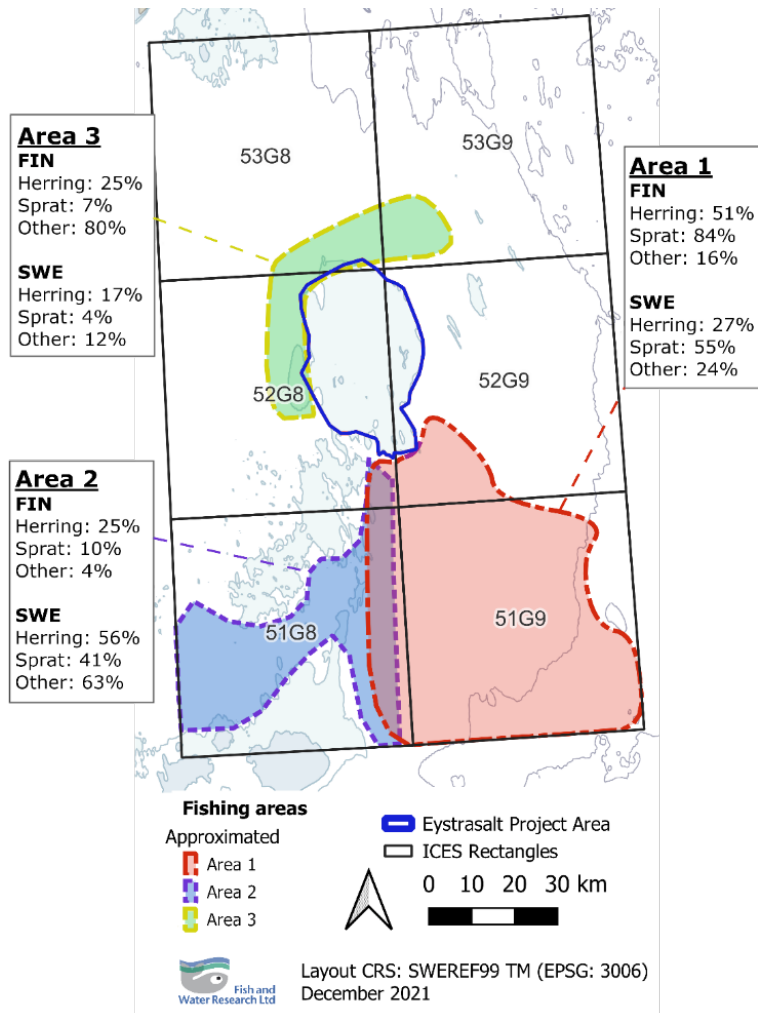 53G8
53G9
Area 3
FIN
Herring: 25%
Sprat: 7%
Other: 80%
SWE
Herring: 17%
Sprat: 4%
Other: 12%
Area 1
FIN
Herring: 51%
Sprat: 84%
Other: 16%
SWE
Herring: 27%
Sprat: 55%
Other: 24%
52G8
52G9
Area 2
FIN
Herring: 25%
Sprat: 10%
Other: 4%
SWE
Herring: 56%
Sprat: 41%
Other: 63%
51G8
51G9
Fishing areas
Approximated
Area 1
Area 2
Area 3
Eystrasalt Project Area
ICES Rectangles
0 10 20 30 km
Fish and
Water Research Ltd
Layout CRS: SWEREF99 TM (EPSG: 3006)
December 2021